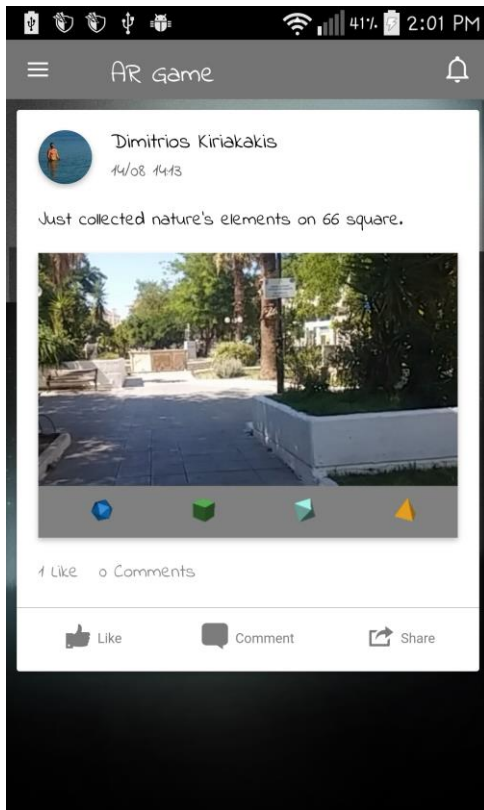 41% 2:01 PM
AR Game
Dimitrios Kiriakakis
14/08 14:13
Just collected nature's elements on 66 square.
1 Like 0 Comments
Like Comment Share